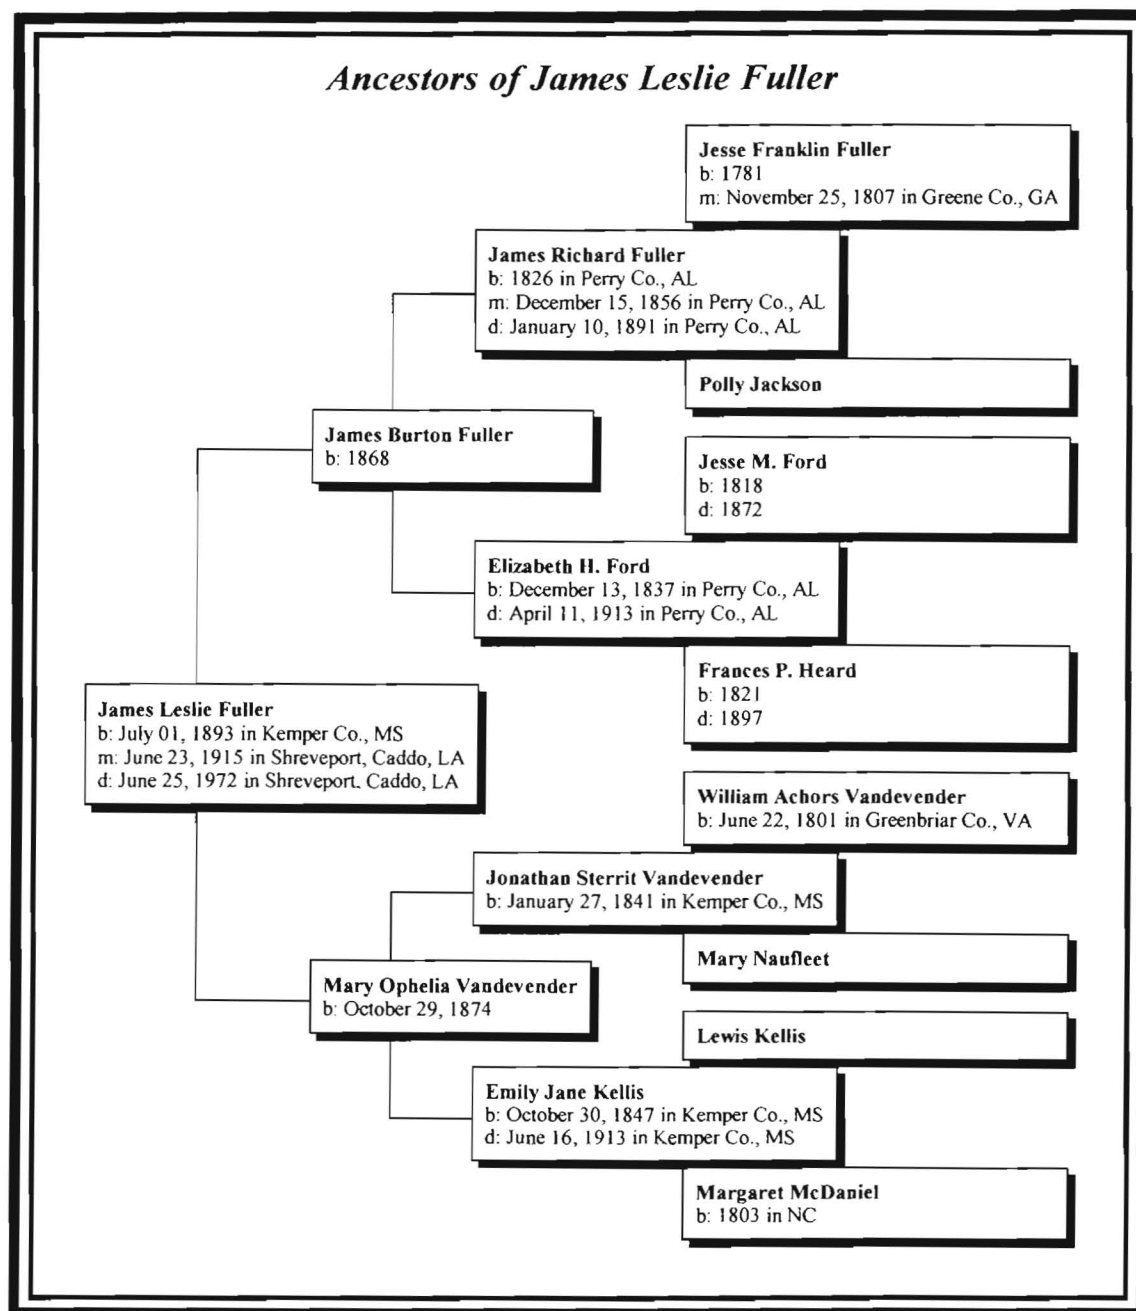 Ancestors of James Leslie Fuller
Jesse Franklin Fuller
b: 1781
m: November 25, 1807 in Greene Co., GA
James Richard Fuller
b: 1826 in Perry Co., AL
m: December 15, 1856 in Perry Co., AL
d: January 10, 1891 in Perry Co., AL
Polly Jackson
James Burton Fuller
b: 1868
Jesse M. Ford
b: 1818
d: 1872
Elizabeth H. Ford
b: December 13, 1837 in Perry Co., AL
d: April 11, 1913 in Perry Co., AL
Frances P. Heard
b: 1821
d: 1897
James Leslie Fuller
b: July 01, 1893 in Kemper Co., MS
m: June 23, 1915 in Shreveport, Caddo, LA
d: June 25, 1972 in Shreveport, Caddo, LA
William Achors Vandevender
b: June 22, 1801 in Greenbriar Co., VA
Jonathan Sterrit Vandevender
b: January 27, 1841 in Kemper Co., MS
Mary Naufleet
Mary Ophelia Vandevender
b: October 29, 1874
Lewis Kellis
Emily Jane Kellis
b: October 30, 1847 in Kemper Co., MS
d: June 16, 1913 in Kemper Co., MS
Margaret McDaniel
b: 1803 in NC